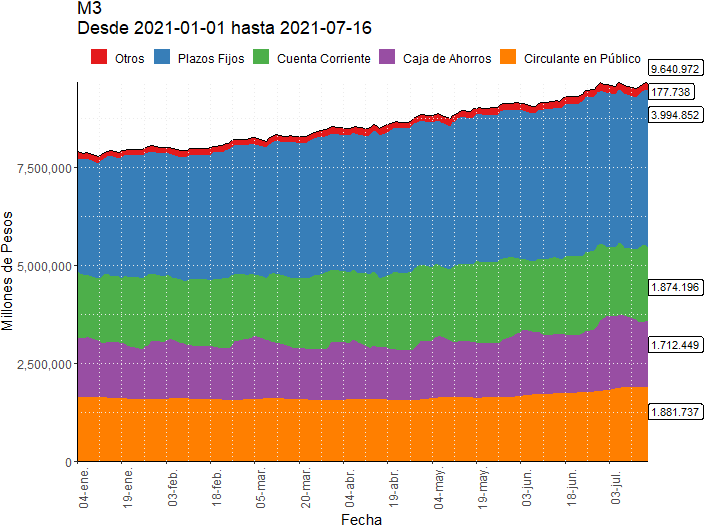 M3
Desde 2021-01-01 hasta 2021-07-16
Otros Plazos Fijos Cuenta Corriente Caja de Ahorros Circulante en Público
9.640.972
177.738
3.994.852
1.874.196
1.712.449
1.881.737
Millones de Pesos
7,500,000
5,000,000
2,500,000
0
04-ene. 19-ene. 03-feb. 18-feb. 05-mar. 20-mar. 04-abr. 19-abr. 04-may. 19-may. 03-jun. 18-jun. 03-jul.
Fecha